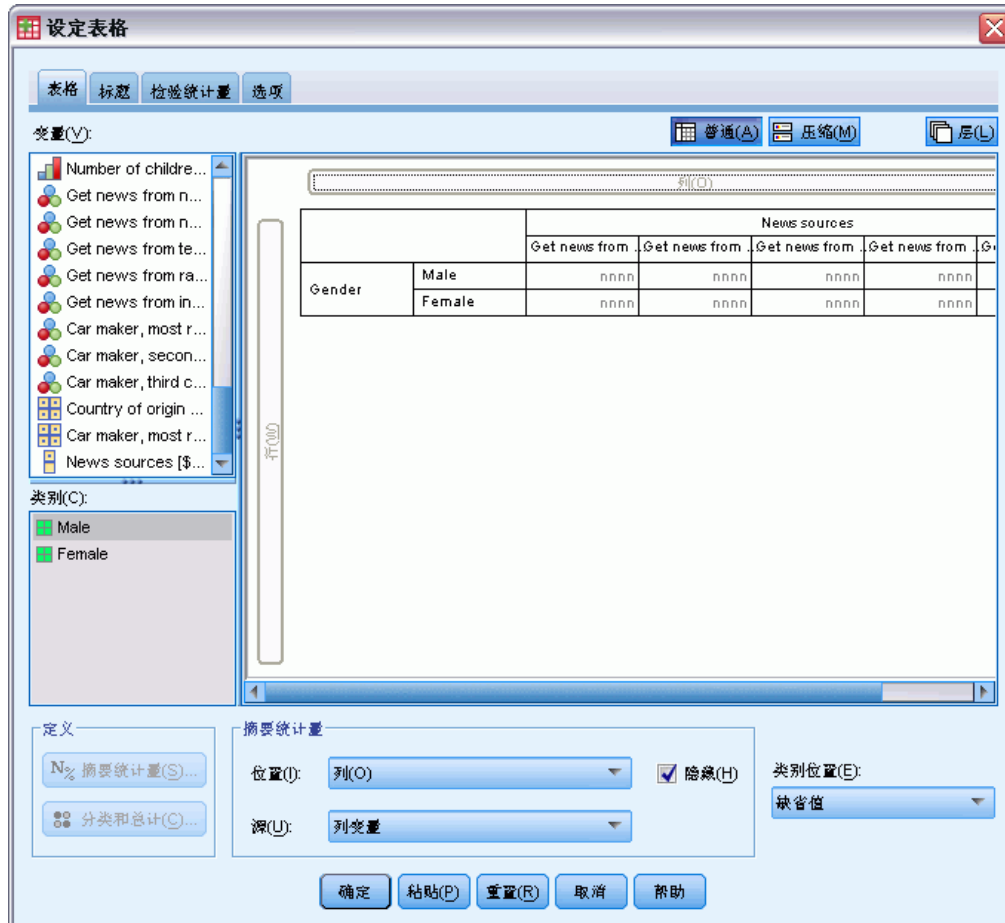 设定表格
表格 标题 检验统计量 选项
变量(V):
普通(A) 压缩(M) 层(L)
Number of childre...
Get news from n...
Get news from n...
Get news from te...
Get news from ra...
Get news from in...
Car maker, most r...
Car maker, secon...
Car maker, third c...
Country of origin ...
Car maker, most r...
News sources [$...
类别(C):
Male
Female
列(O)
行(W)
News sources
Get news from .. Get news from .. Get news from .. Get news from .. G
Gender
Male nnnn nnnn nnnn nnnn
Female nnnn nnnn nnnn nnnn
定义
N% 摘要统计量(S)...
分类和总计(C)...
摘要统计量
位置(I): 列(O) 隐藏(H)
源(U): 列变量
类别位置(E):
缺省值
确定 粘贴(P) 重置(R) 取消 帮助